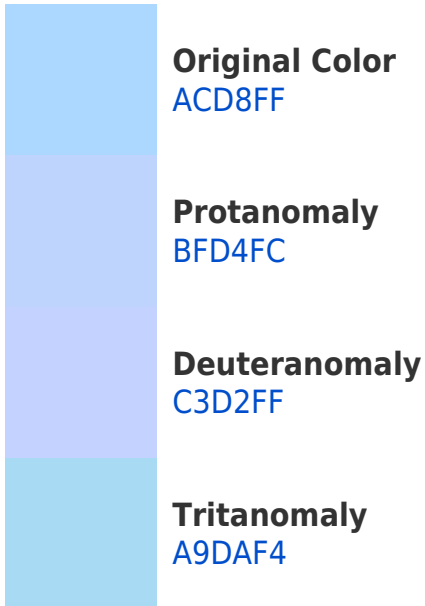 Original Color
ACD8FF
Protanomaly
BFD4FC
Deuteranomaly
C3D2FF
Tritanomaly
A9DAF4